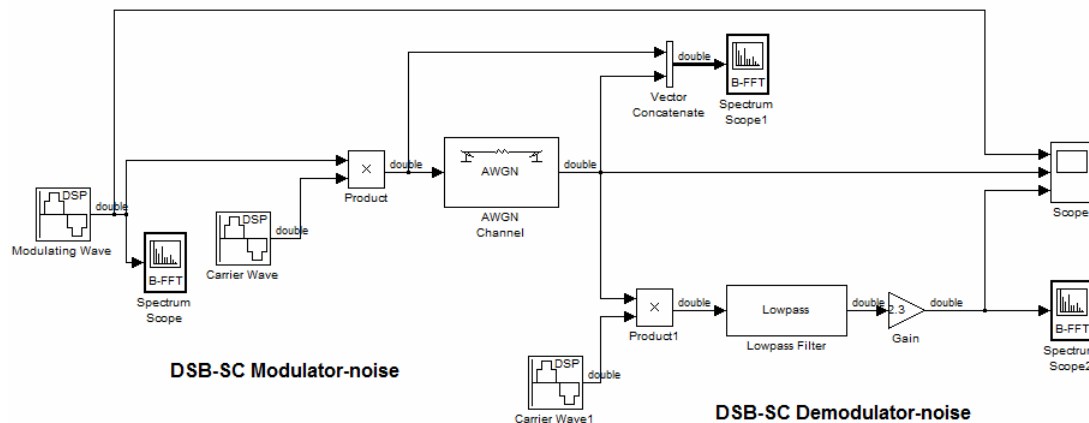 double
B-FFT
Vector
Concatenate
Spectrum
Scope1
×
Product
double
AWGN
AWGN
Channel
double
Scope
DSP
double
Modulating Wave
B-FFT
Spectrum
Scope
DSP
double
Carrier Wave
×
Product1
double
Lowpass
Lowpass Filter
double
2.3
Gain
double
B-FFT
Spectrum
Scope2
DSP
double
Carrier Wave1
DSB-SC Modulator-noise
DSB-SC Demodulator-noise